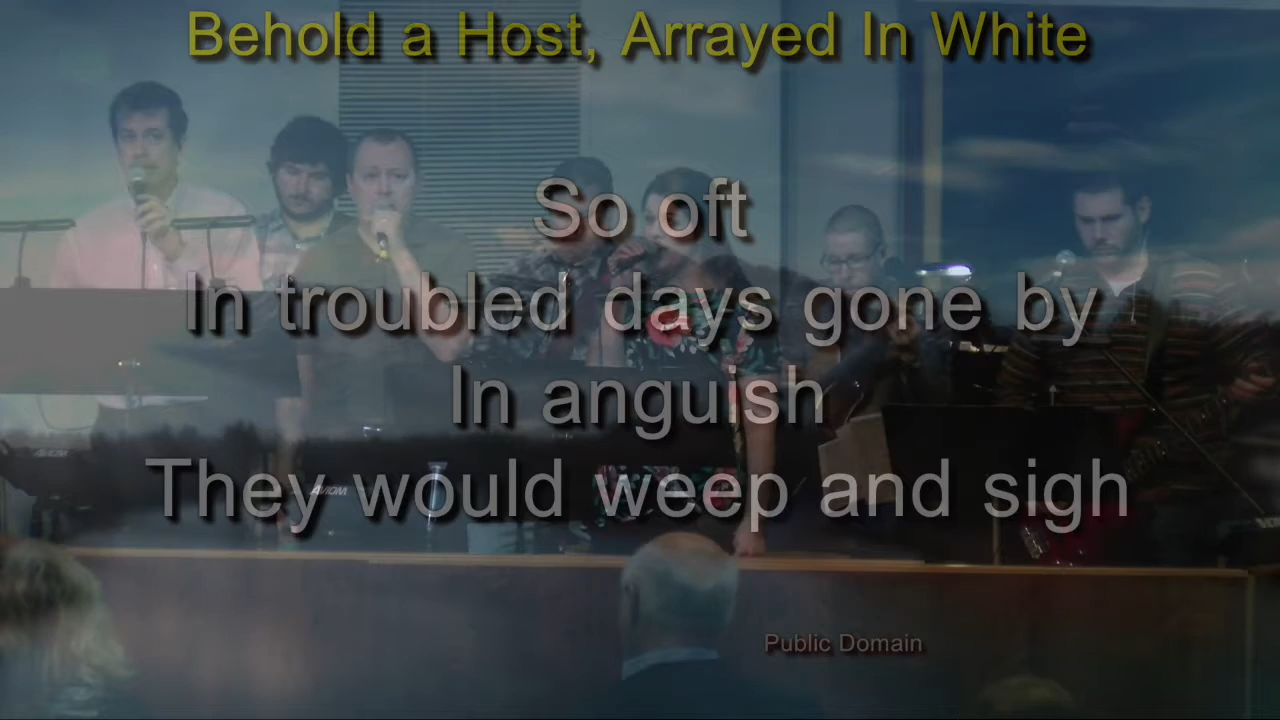 Behold a Host, Arrayed In White
So oft
In troubled days gone by
In anguish
They would weep and sigh
AVIOM
Public Domain